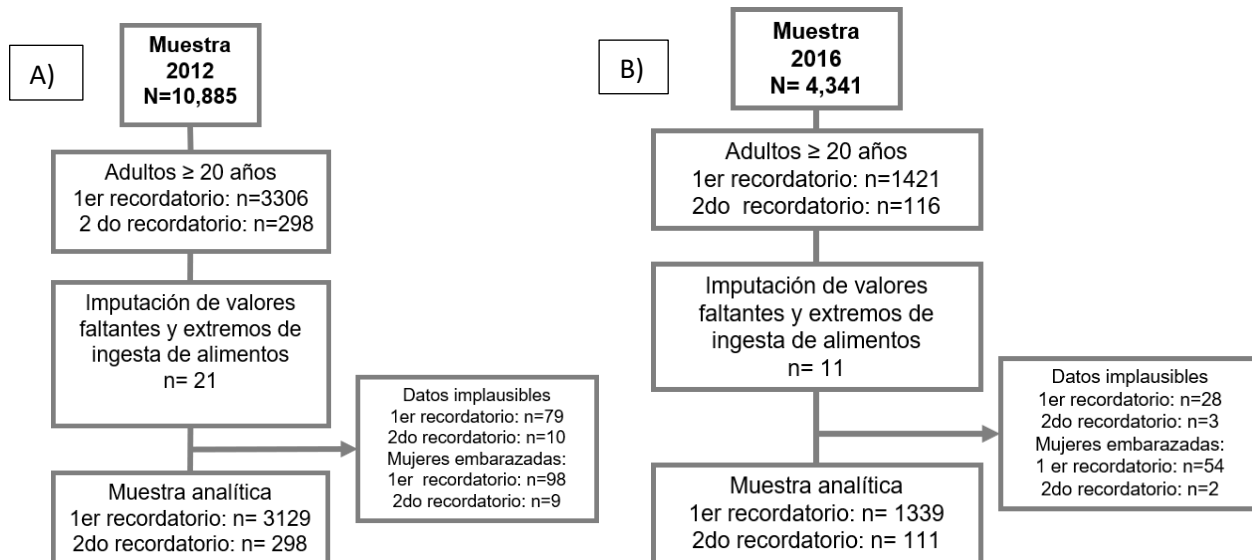 A)
Muestra
2012
N=10,885
Adultos ≥ 20 años
1er recordatorio: n=3306
2 do recordatorio: n=298
Imputación de valores
faltantes y extremos de
ingesta de alimentos
n= 21
Datos implausibles
1er recordatorio: n=79
2do recordatorio: n=10
Mujeres embarazadas:
1er recordatorio: n=98
2do recordatorio: n=9
Muestra analítica
1er recordatorio: n= 3129
2do recordatorio: n= 298
B)
Muestra
2016
N= 4,341
Adultos ≥ 20 años
1er recordatorio: n=1421
2do recordatorio: n=116
Imputación de valores
faltantes y extremos de
ingesta de alimentos
n= 11
Datos implausibles
1er recordatorio: n=28
2do recordatorio: n=3
Mujeres embarazadas:
1 er recordatorio: n=54
2do recordatorio: n=2
Muestra analítica
1er recordatorio: n= 1339
2do recordatorio: n= 111